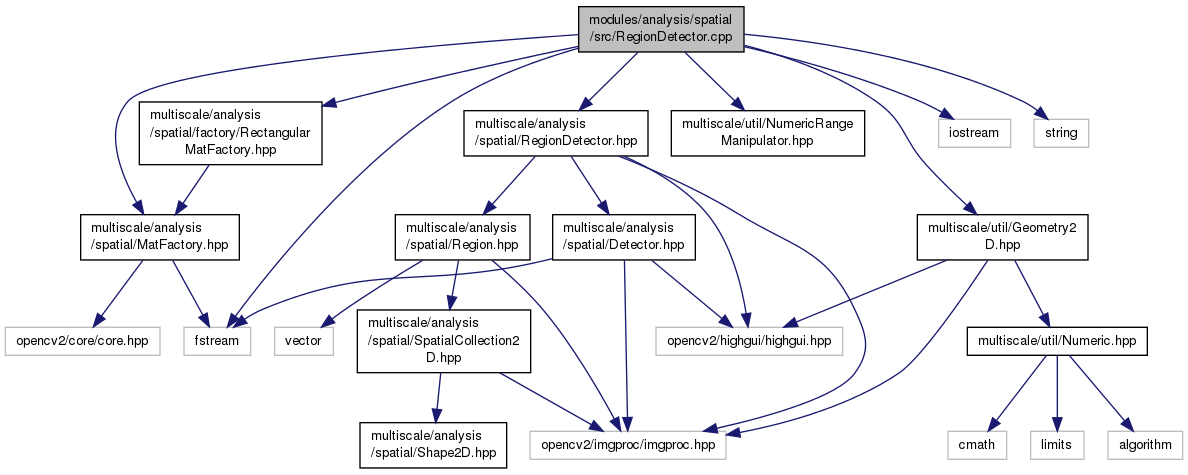 modules/analysis/spatial
/src/RegionDetector.cpp
multiscale/analysis
/spatial/factory/Rectangular
MatFactory.hpp
multiscale/analysis
/spatial/RegionDetector.hpp
multiscale/util/NumericRange
Manipulator.hpp
iostream
string
multiscale/analysis
/spatial/MatFactory.hpp
multiscale/analysis
/spatial/Region.hpp
multiscale/analysis
/spatial/Detector.hpp
multiscale/util/Geometry2
D.hpp
opencv2/core/core.hpp
fstream
vector
multiscale/analysis
/spatial/SpatialCollection2
D.hpp
opencv2/highgui/highgui.hpp
multiscale/util/Numeric.hpp
multiscale/analysis
/spatial/Shape2D.hpp
opencv2/imgproc/imgproc.hpp
cmath
limits
algorithm